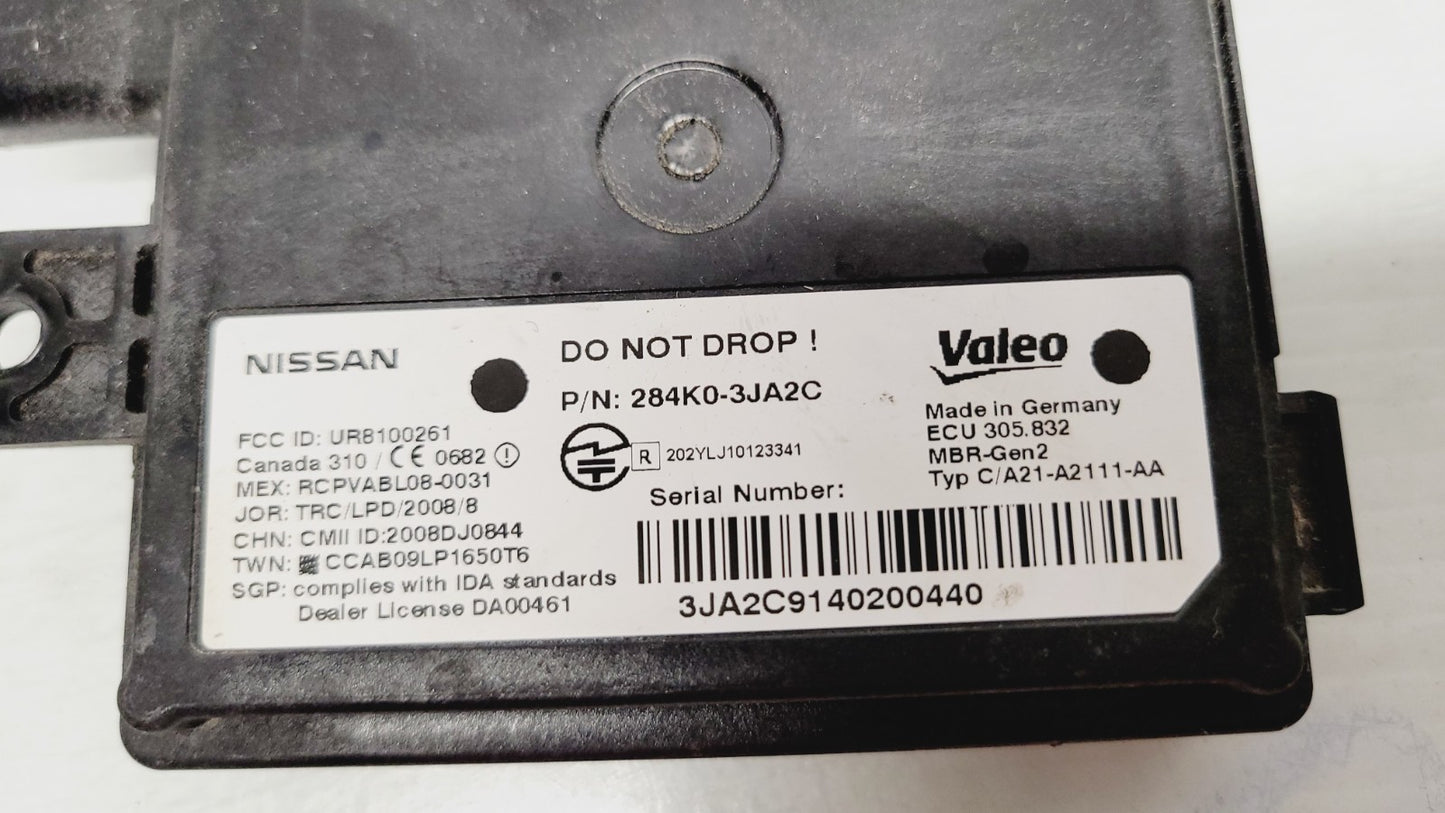 NISSAN
FCC ID: UR8100261
Canada 310 / CE 0682
MEX: RCPVABL08-0031
JOR: TRC/LPD/2008/8
CHN: CMII ID:2008DJ0844
TWN: CCAB09LP1650T6
SGP: complies with IDA standards
Dealer License DA00461
DO NOT DROP !
P/N: 284K0-3JA2C
R 202YLJ10123341
Serial Number:
3JA2C9140200440
Valeo
Made in Germany
ECU 305.832
MBR-Gen2
Typ C/A21-A2111-AA